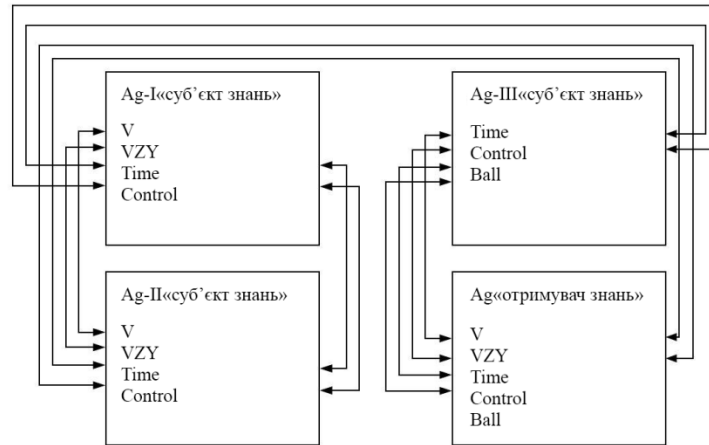 Ag-I«суб’єкт знань»
V
VZY
Time
Control
Ag-III«суб’єкт знань»
Time
Control
Ball
Ag-II«суб’єкт знань»
V
VZY
Time
Control
Ag«отримувач знань»
V
VZY
Time
Control
Ball